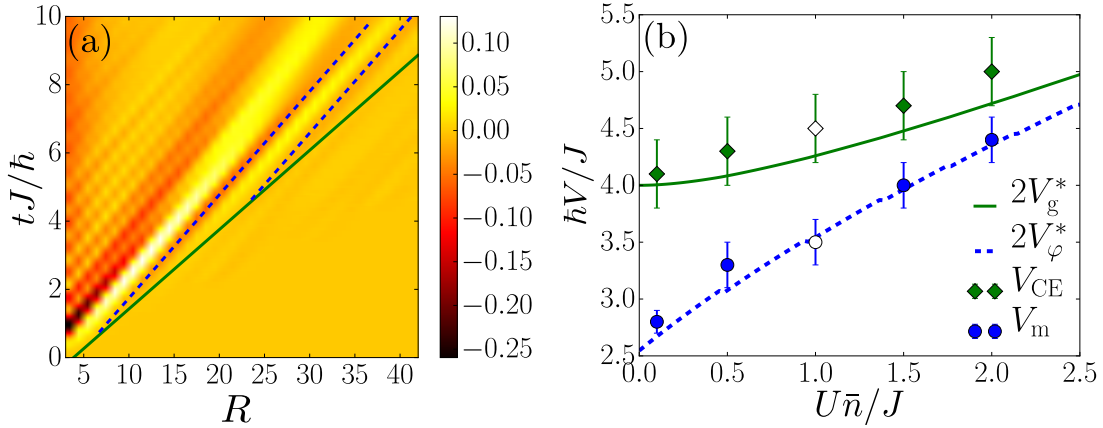 (a)
10
8
6
4
2
0
tJ/ħ
5 10 15 20 25 30 35 40
R
0.10
0.05
0.00
−0.05
−0.10
−0.15
−0.20
−0.25
(b)
5.5
5.0
4.5
4.0
3.5
3.0
2.5
ħV/J
0.0 0.5 1.0 1.5 2.0 2.5
Un̄/J
2V*g
2V*φ
VCE
Vm